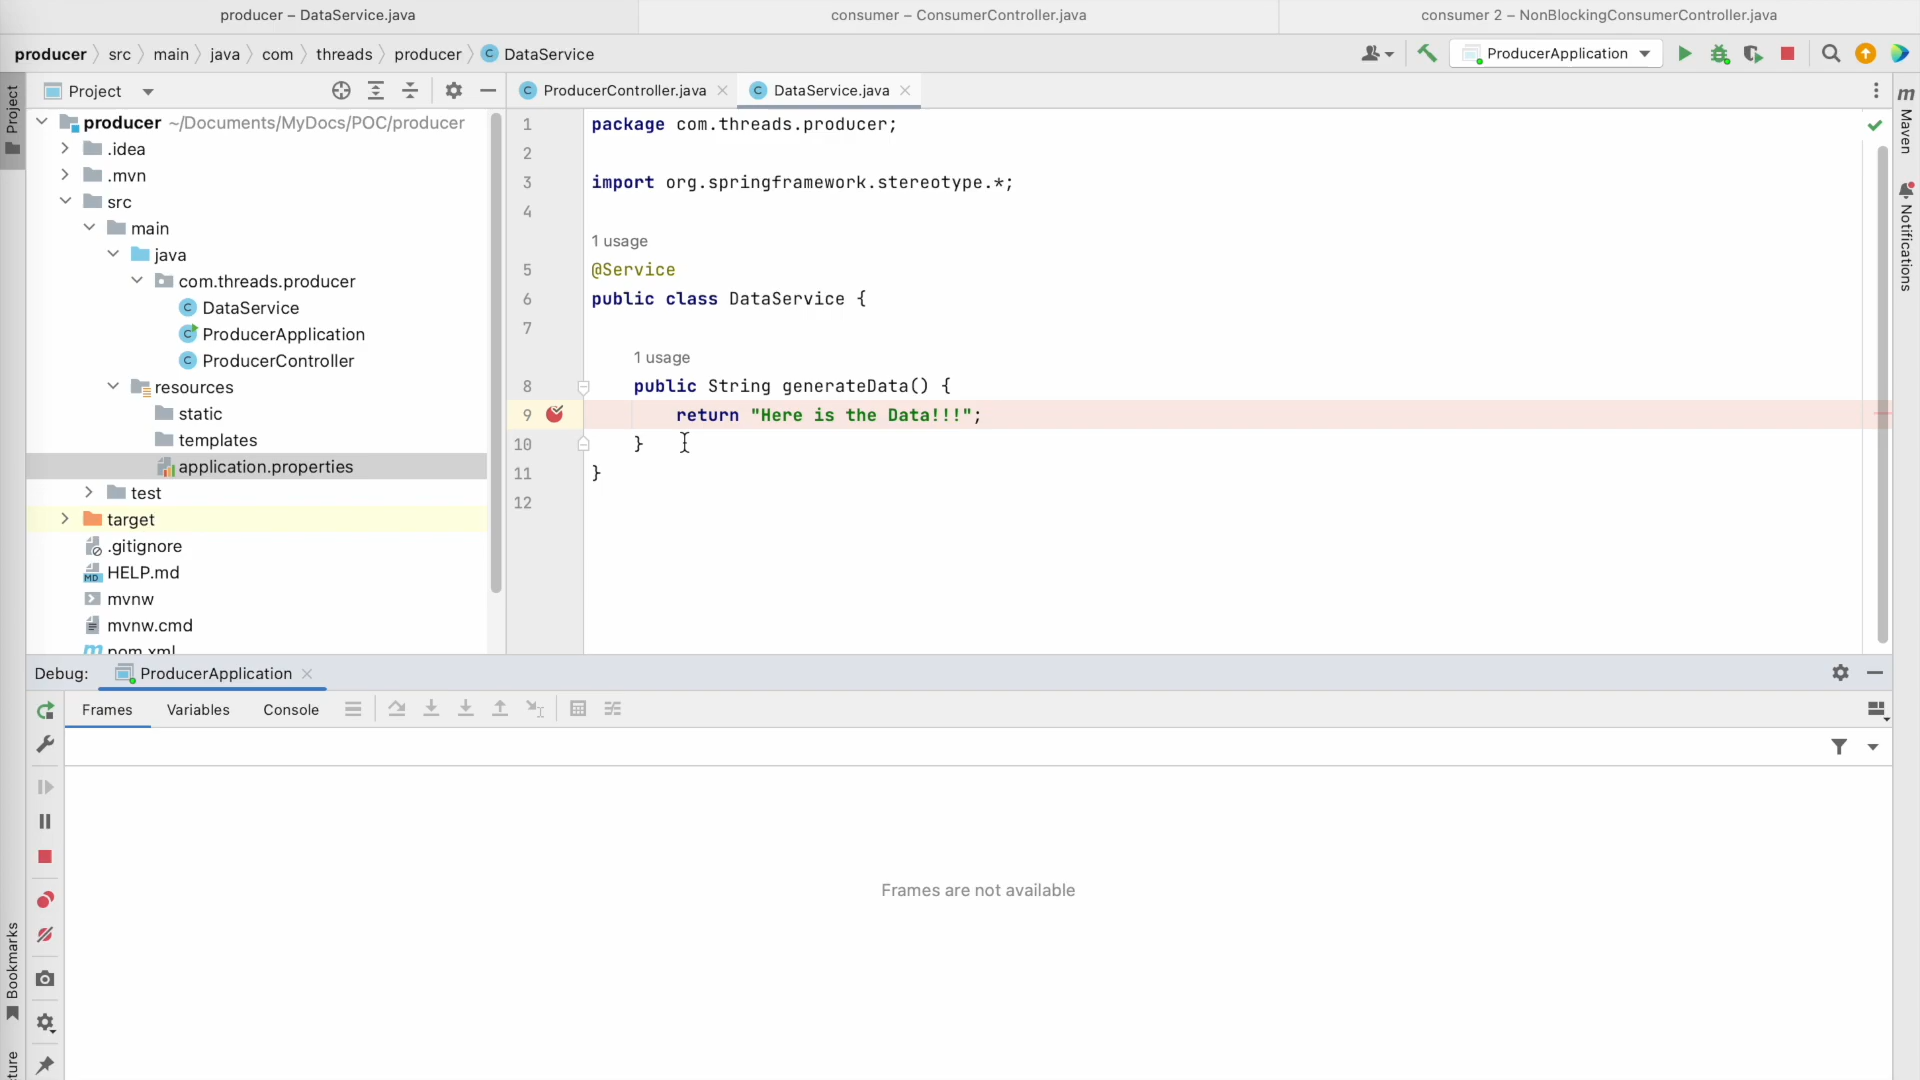 producer – DataService.java
consumer – ConsumerController.java
consumer 2 – NonBlockingConsumerController.java
producer src main java com threads producer DataService
ProducerApplication
Project
ProducerController.java
DataService.java
Project
Maven
Notifications
Bookmarks
producer ~/Documents/MyDocs/POC/producer
.idea
.mvn
src
main
java
com.threads.producer
DataService
ProducerApplication
ProducerController
resources
static
templates
application.properties
test
target
.gitignore
HELP.md
mvnw
mvnw.cmd
pom.xml
1 package com.threads.producer;
2
3 import org.springframework.stereotype.*;
4
1 usage
5 @Service
6 public class DataService {
7
1 usage
8 public String generateData() {
9 return "Here is the Data!!!";
10 }
11 }
12
Debug: ProducerApplication
Frames Variables Console
Frames are not available